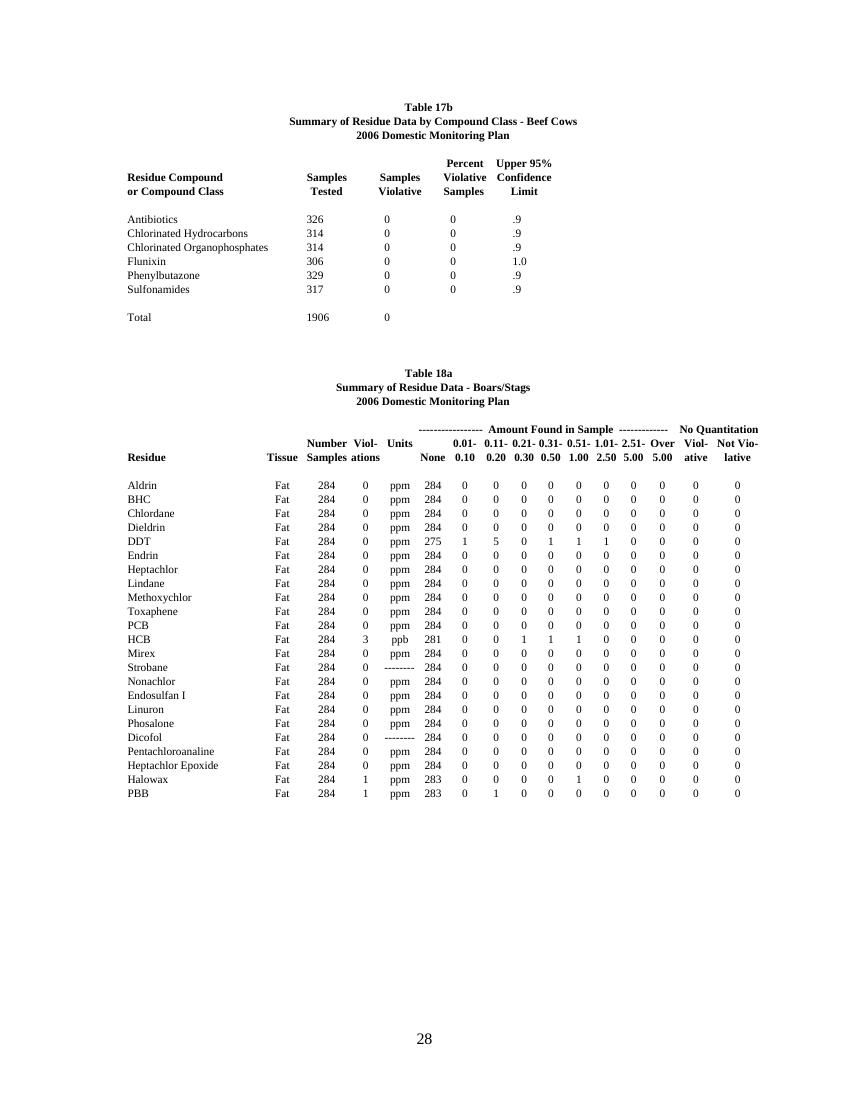 Table 17b
Summary of Residue Data by Compound Class - Beef Cows
2006 Domestic Monitoring Plan
Percent Upper 95%
Residue Compound Samples Samples Violative Confidence
or Compound Class Tested Violative Samples Limit
Antibiotics 326 0 0 .9
Chlorinated Hydrocarbons 314 0 0 .9
Chlorinated Organophosphates 314 0 0 .9
Flunixin 306 0 0 1.0
Phenylbutazone 329 0 0 .9
Sulfonamides 317 0 0 .9
Total 1906 0
Table 18a
Summary of Residue Data - Boars/Stags
2006 Domestic Monitoring Plan
----------------- Amount Found in Sample ------------- No Quantitation
Number Viol- Units 0.01- 0.11- 0.21- 0.31- 0.51- 1.01- 2.51- Over Viol- Not Vio-
Residue Tissue Samples ations None 0.10 0.20 0.30 0.50 1.00 2.50 5.00 5.00 ative lative
Aldrin Fat 284 0 ppm 284 0 0 0 0 0 0 0 0 0 0
BHC Fat 284 0 ppm 284 0 0 0 0 0 0 0 0 0 0
Chlordane Fat 284 0 ppm 284 0 0 0 0 0 0 0 0 0 0
Dieldrin Fat 284 0 ppm 284 0 0 0 0 0 0 0 0 0 0
DDT Fat 284 0 ppm 275 1 5 0 1 1 1 0 0 0 0
Endrin Fat 284 0 ppm 284 0 0 0 0 0 0 0 0 0 0
Heptachlor Fat 284 0 ppm 284 0 0 0 0 0 0 0 0 0 0
Lindane Fat 284 0 ppm 284 0 0 0 0 0 0 0 0 0 0
Methoxychlor Fat 284 0 ppm 284 0 0 0 0 0 0 0 0 0 0
Toxaphene Fat 284 0 ppm 284 0 0 0 0 0 0 0 0 0 0
PCB Fat 284 0 ppm 284 0 0 0 0 0 0 0 0 0 0
HCB Fat 284 3 ppb 281 0 0 1 1 1 0 0 0 0 0
Mirex Fat 284 0 ppm 284 0 0 0 0 0 0 0 0 0 0
Strobane Fat 284 0 -------- 284 0 0 0 0 0 0 0 0 0 0
Nonachlor Fat 284 0 ppm 284 0 0 0 0 0 0 0 0 0 0
Endosulfan I Fat 284 0 ppm 284 0 0 0 0 0 0 0 0 0 0
Linuron Fat 284 0 ppm 284 0 0 0 0 0 0 0 0 0 0
Phosalone Fat 284 0 ppm 284 0 0 0 0 0 0 0 0 0 0
Dicofol Fat 284 0 -------- 284 0 0 0 0 0 0 0 0 0 0
Pentachloroanaline Fat 284 0 ppm 284 0 0 0 0 0 0 0 0 0 0
Heptachlor Epoxide Fat 284 0 ppm 284 0 0 0 0 0 0 0 0 0 0
Halowax Fat 284 1 ppm 283 0 0 0 0 1 0 0 0 0 0
PBB Fat 284 1 ppm 283 0 1 0 0 0 0 0 0 0 0
28